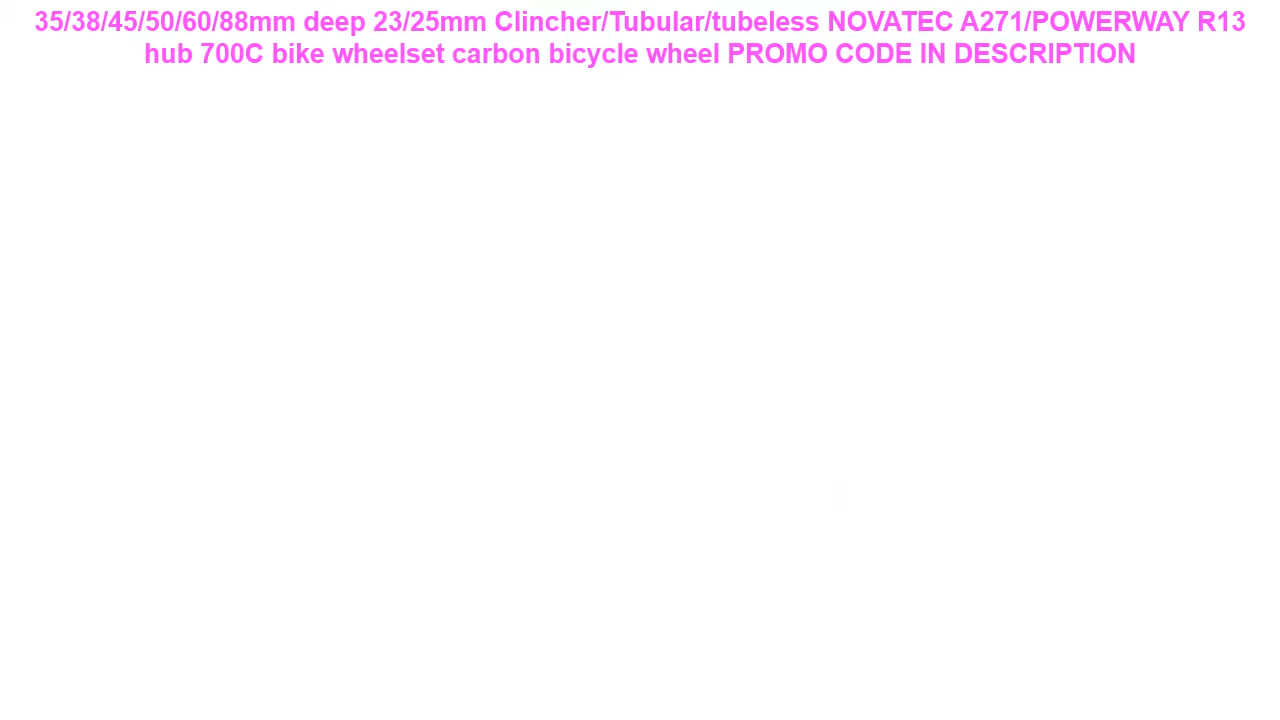 35/38/45/50/60/88mm deep 23/25mm Clincher/Tubular/tubeless NOVATEC A271/POWERWAY R13
hub 700C bike wheelset carbon bicycle wheel PROMO CODE IN DESCRIPTION